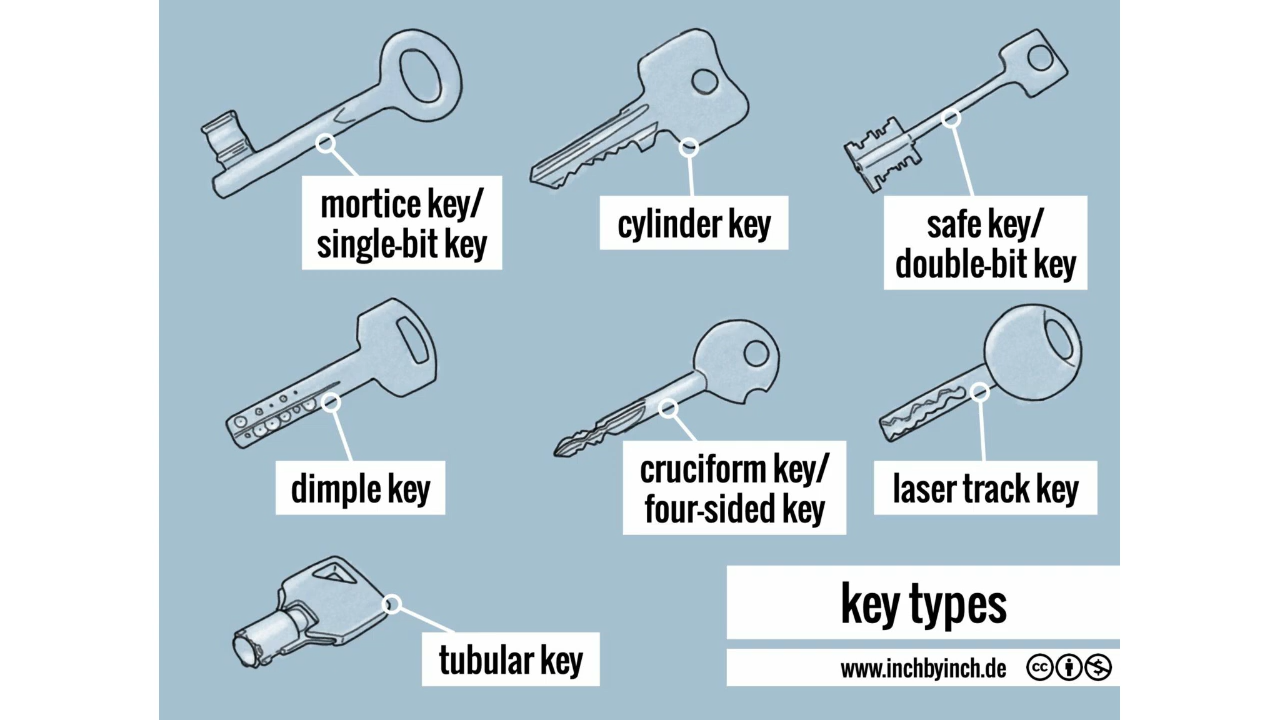 mortice key/
single-bit key
cylinder key
safe key/
double-bit key
dimple key
cruciform key/
four-sided key
laser track key
tubular key
key types
www.inchbyinch.de
cc